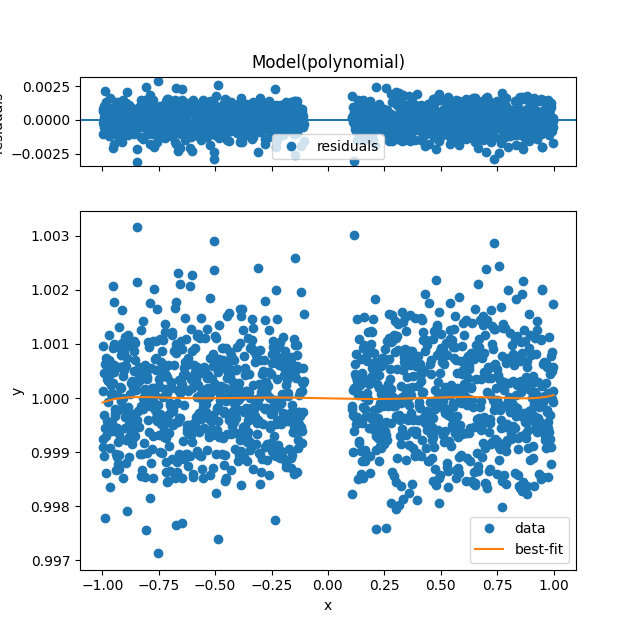 Model(polynomial)
0.0025
0.0000
−0.0025
residuals
residuals
1.003
1.002
1.001
1.000
0.999
0.998
0.997
y
data
best-fit
−1.00 −0.75 −0.50 −0.25 0.00 0.25 0.50 0.75 1.00
x